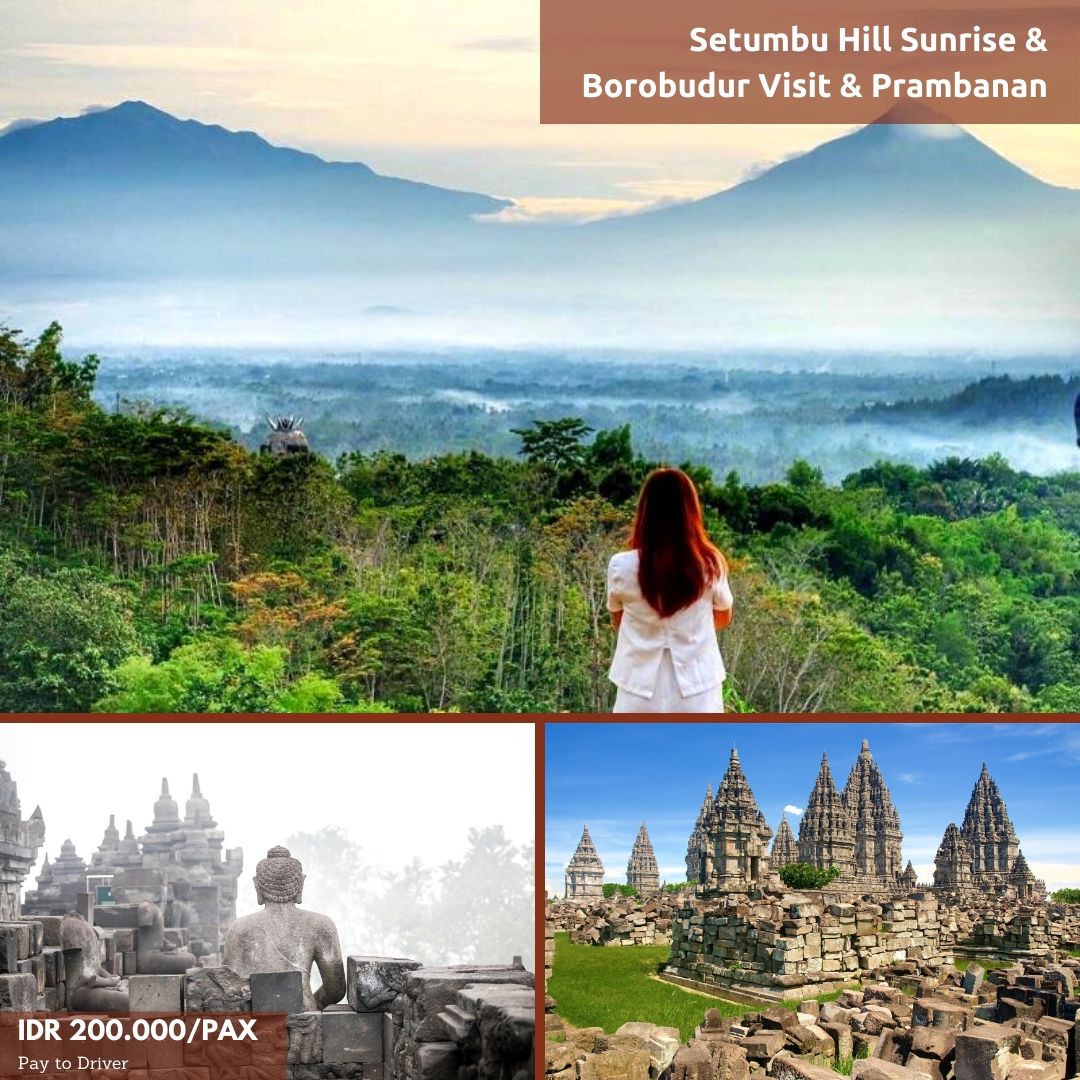 Setumbu Hill Sunrise &
Borobudur Visit & Prambanan
IDR 200.000/PAX
Pay to Driver